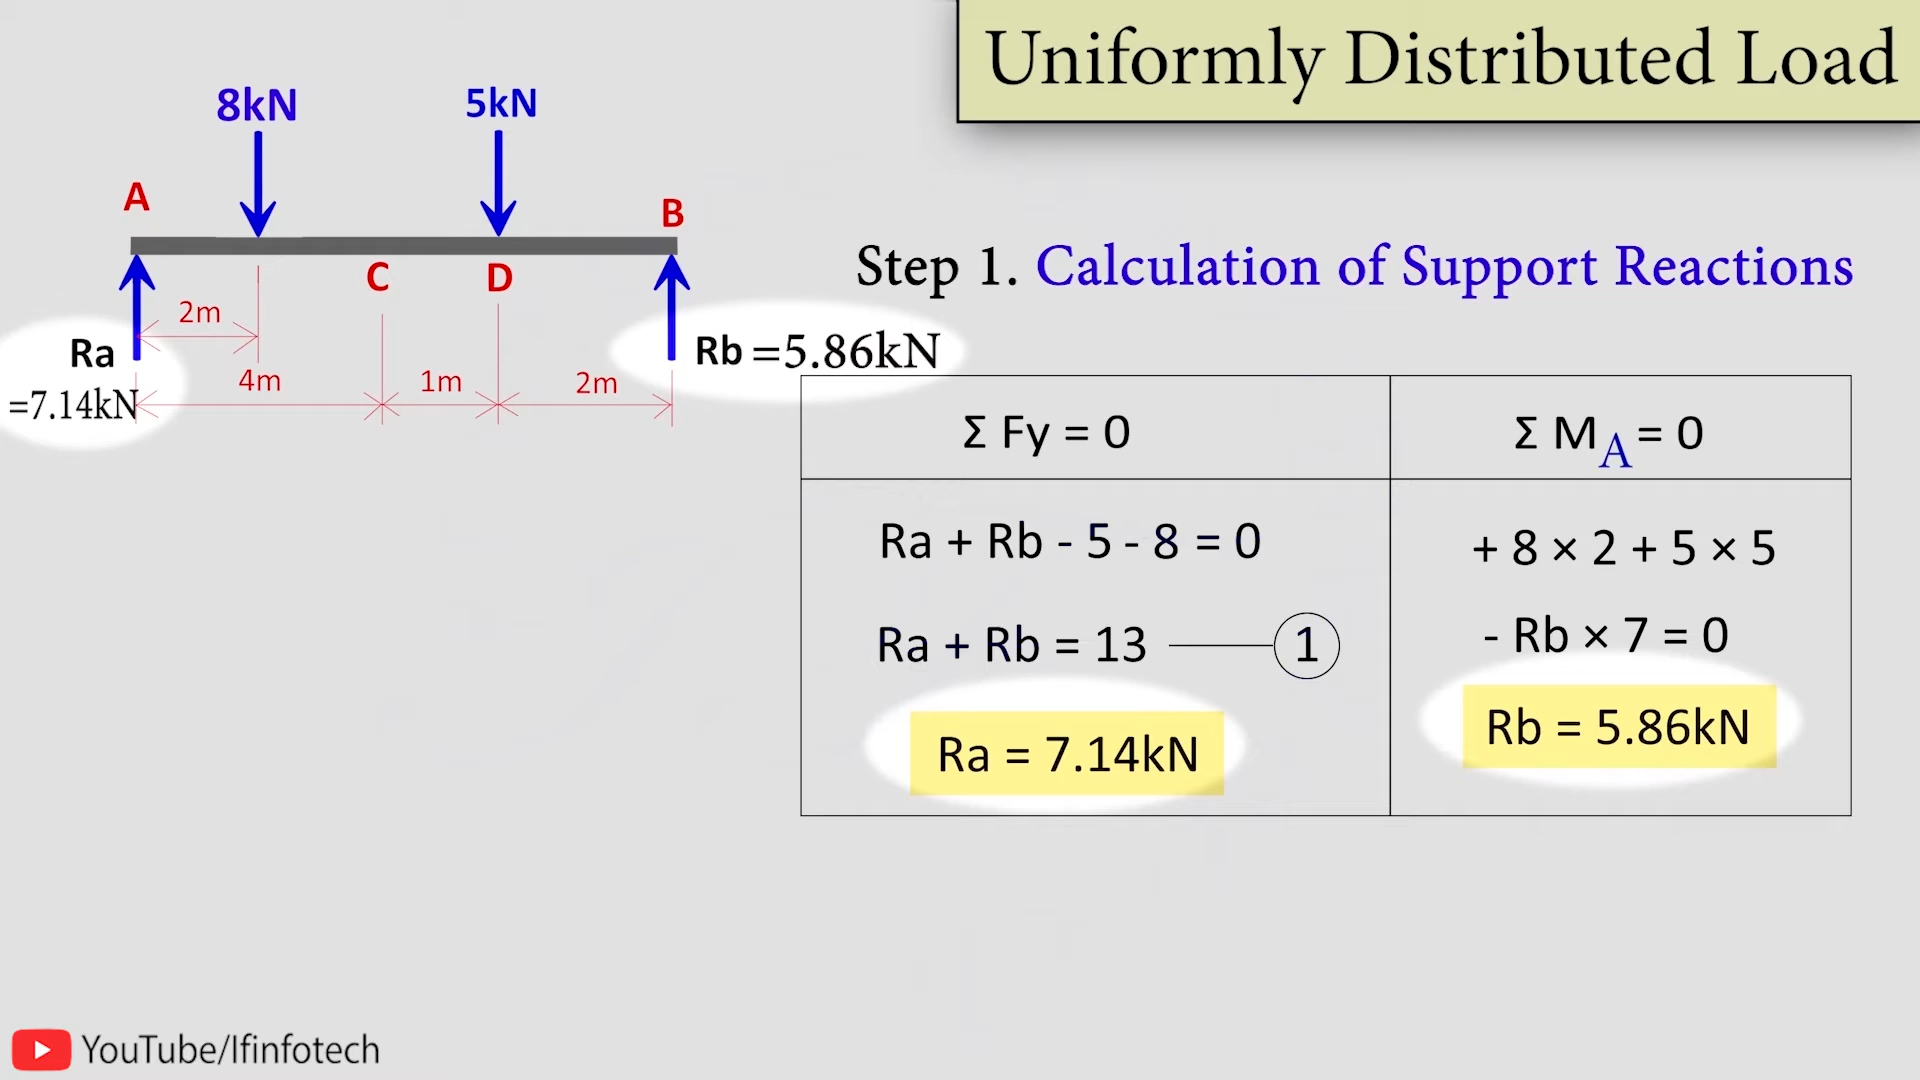 Uniformly Distributed Load
8kN
5kN
A
B
C
D
Step 1. Calculation of Support Reactions
2m
Ra
=7.14kN
Rb =5.86kN
4m
1m
2m
Σ Fy = 0
Σ MA = 0
Ra + Rb - 5 - 8 = 0
+ 8 × 2 + 5 × 5
Ra + Rb = 13 1
- Rb × 7 = 0
Ra = 7.14kN
Rb = 5.86kN
YouTube/lfinfotech